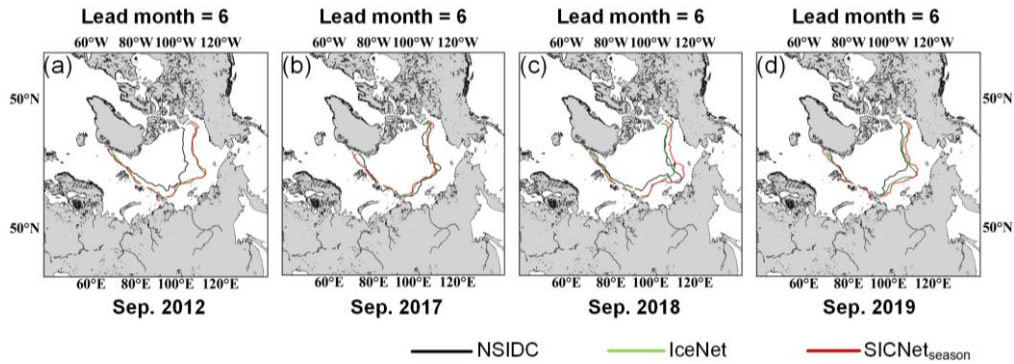 Lead month = 6 Lead month = 6 Lead month = 6 Lead month = 6
60°W 80°W 100°W 120°W 60°W 80°W 100°W 120°W 60°W 80°W 100°W 120°W 60°W 80°W 100°W 120°W
(a) (b) (c) (d)
50°N 50°N
50°N 50°N
60°E 80°E 100°E 120°E 60°E 80°E 100°E 120°E 60°E 80°E 100°E 120°E 60°E 80°E 100°E 120°E
Sep. 2012 Sep. 2017 Sep. 2018 Sep. 2019
NSIDC IceNet SICNetseason